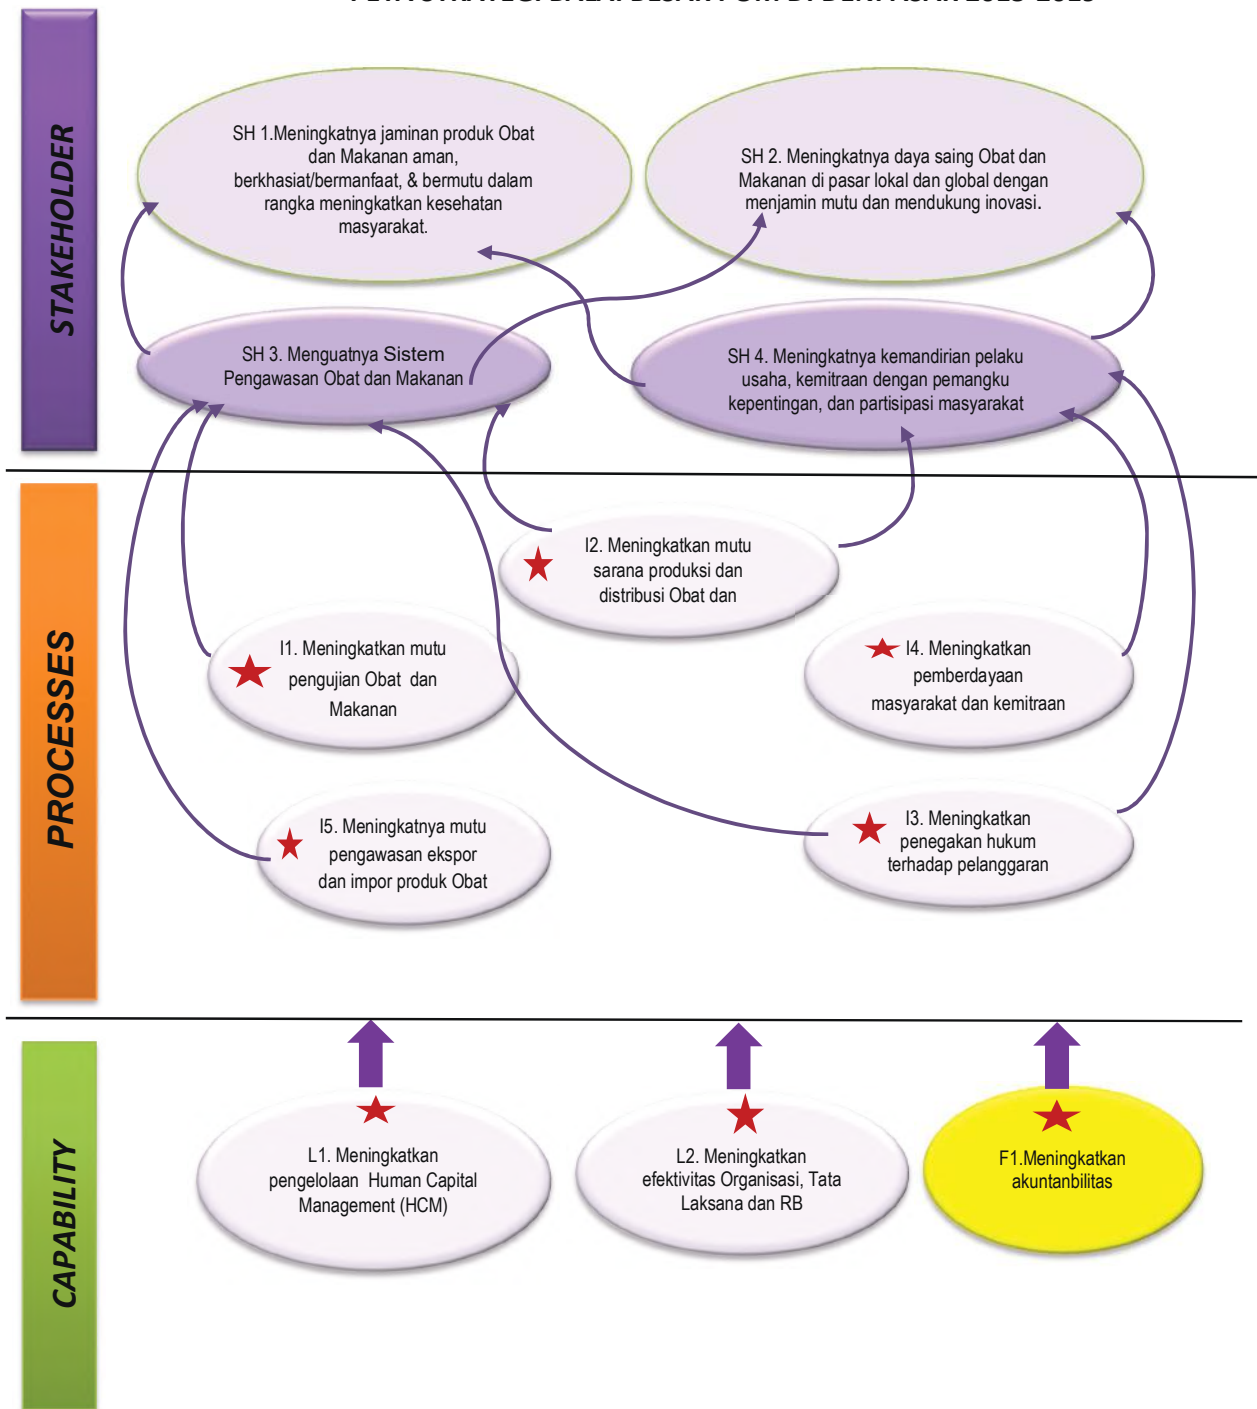 STAKEHOLDER
SH 1.Meningkatnya jaminan produk Obat
dan Makanan aman,
berkhasiat/bermanfaat, & bermutu dalam
rangka meningkatkan kesehatan
masyarakat.
SH 2. Meningkatnya daya saing Obat dan
Makanan di pasar lokal dan global dengan
menjamin mutu dan mendukung inovasi.
SH 3. Menguatnya Sistem
Pengawasan Obat dan Makanan
SH 4. Meningkatnya kemandirian pelaku
usaha, kemitraan dengan pemangku
kepentingan, dan partisipasi masyarakat
PROCESSES
I2. Meningkatkan mutu
sarana produksi dan
distribusi Obat dan
I1. Meningkatkan mutu
pengujian Obat dan
Makanan
I4. Meningkatkan
pemberdayaan
masyarakat dan kemitraan
I5. Meningkatnya mutu
pengawasan ekspor
dan impor produk Obat
I3. Meningkatkan
penegakan hukum
terhadap pelanggaran
CAPABILITY
L1. Meningkatkan
pengelolaan Human Capital
Management (HCM)
L2. Meningkatkan
efektivitas Organisasi, Tata
Laksana dan RB
F1.Meningkatkan
akuntanbilitas